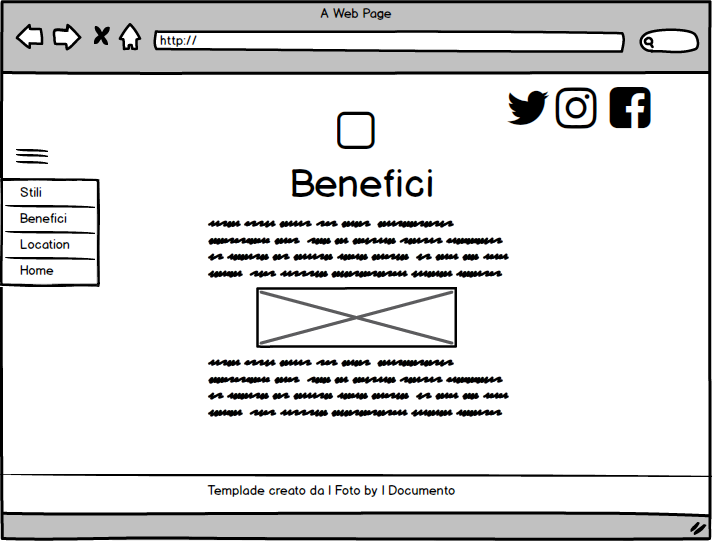 A Web Page
http://
Benefici
Stili
Benefici
Location
Home
Templade creato da | Foto by | Documento